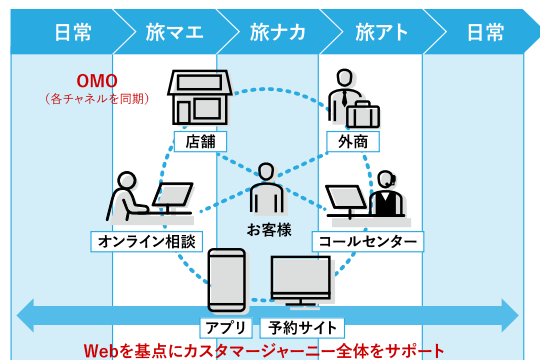 日常
旅マエ
旅ナカ
旅アト
日常
OMO
（各チャネルを同期）
店舗
外商
オンライン相談
お客様
コールセンター
アプリ
予約サイト
Webを基点にカスタマージャーニー全体をサポート